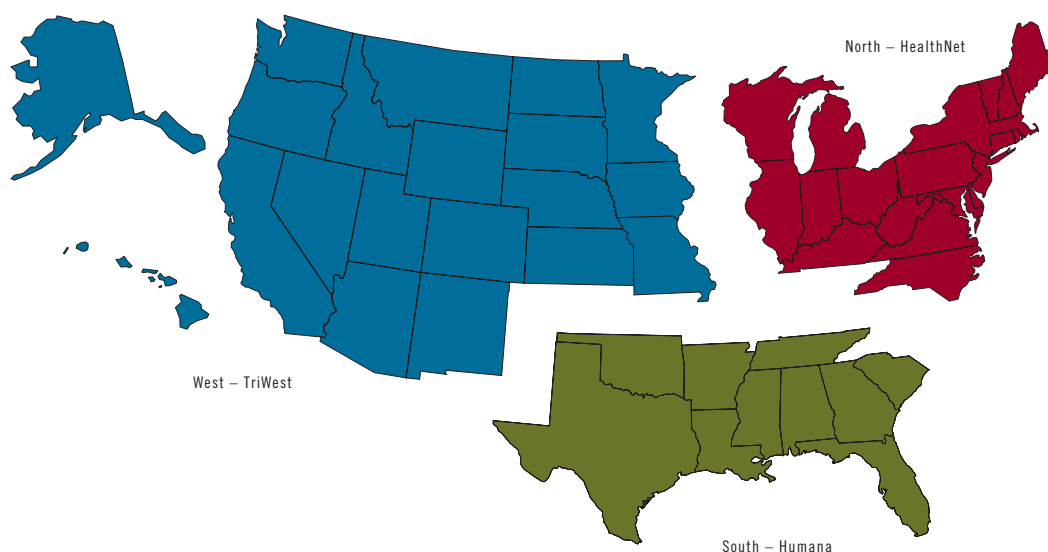 North – HealthNet
West – TriWest
South – Humana